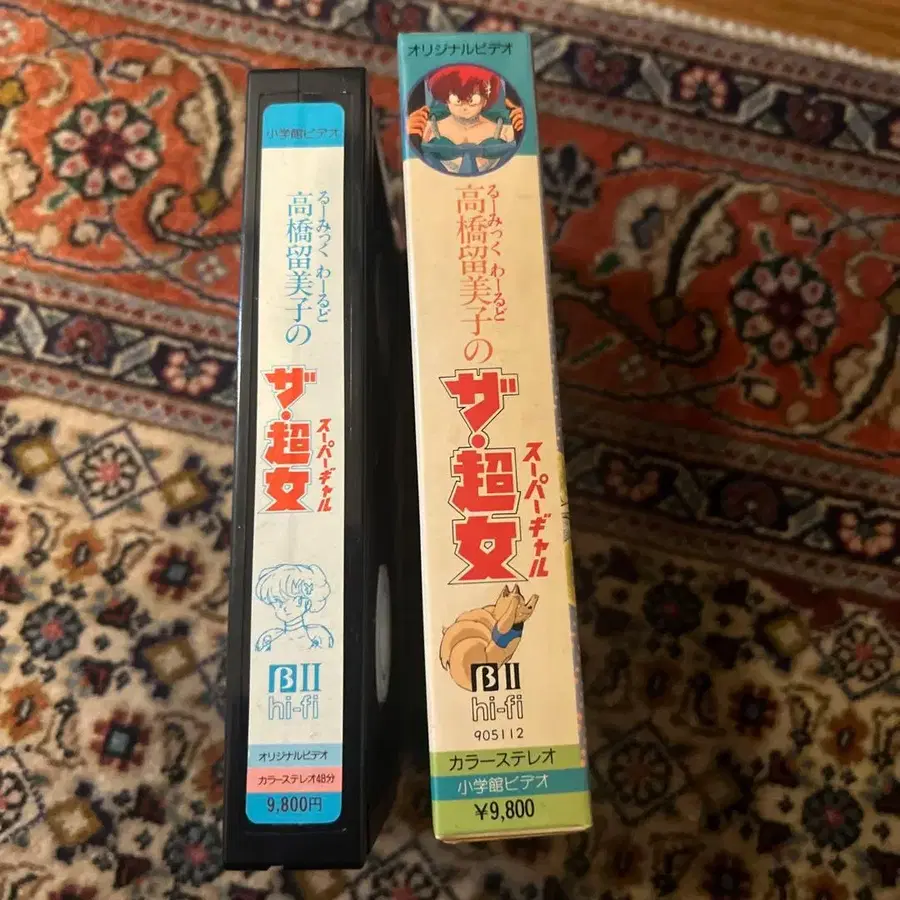 小学館ビデオ
るーみっく わーるど
高橋留美子の
ザ・超女
スーパーギャル
βII
hi-fi
オリジナルビデオ
カラーステレオ48分
9,800円
オリジナルビデオ
るーみっく わーるど
高橋留美子の
ザ・超女
スーパーギャル
βII
hi-fi
905112
カラーステレオ
小学館ビデオ
¥9,800